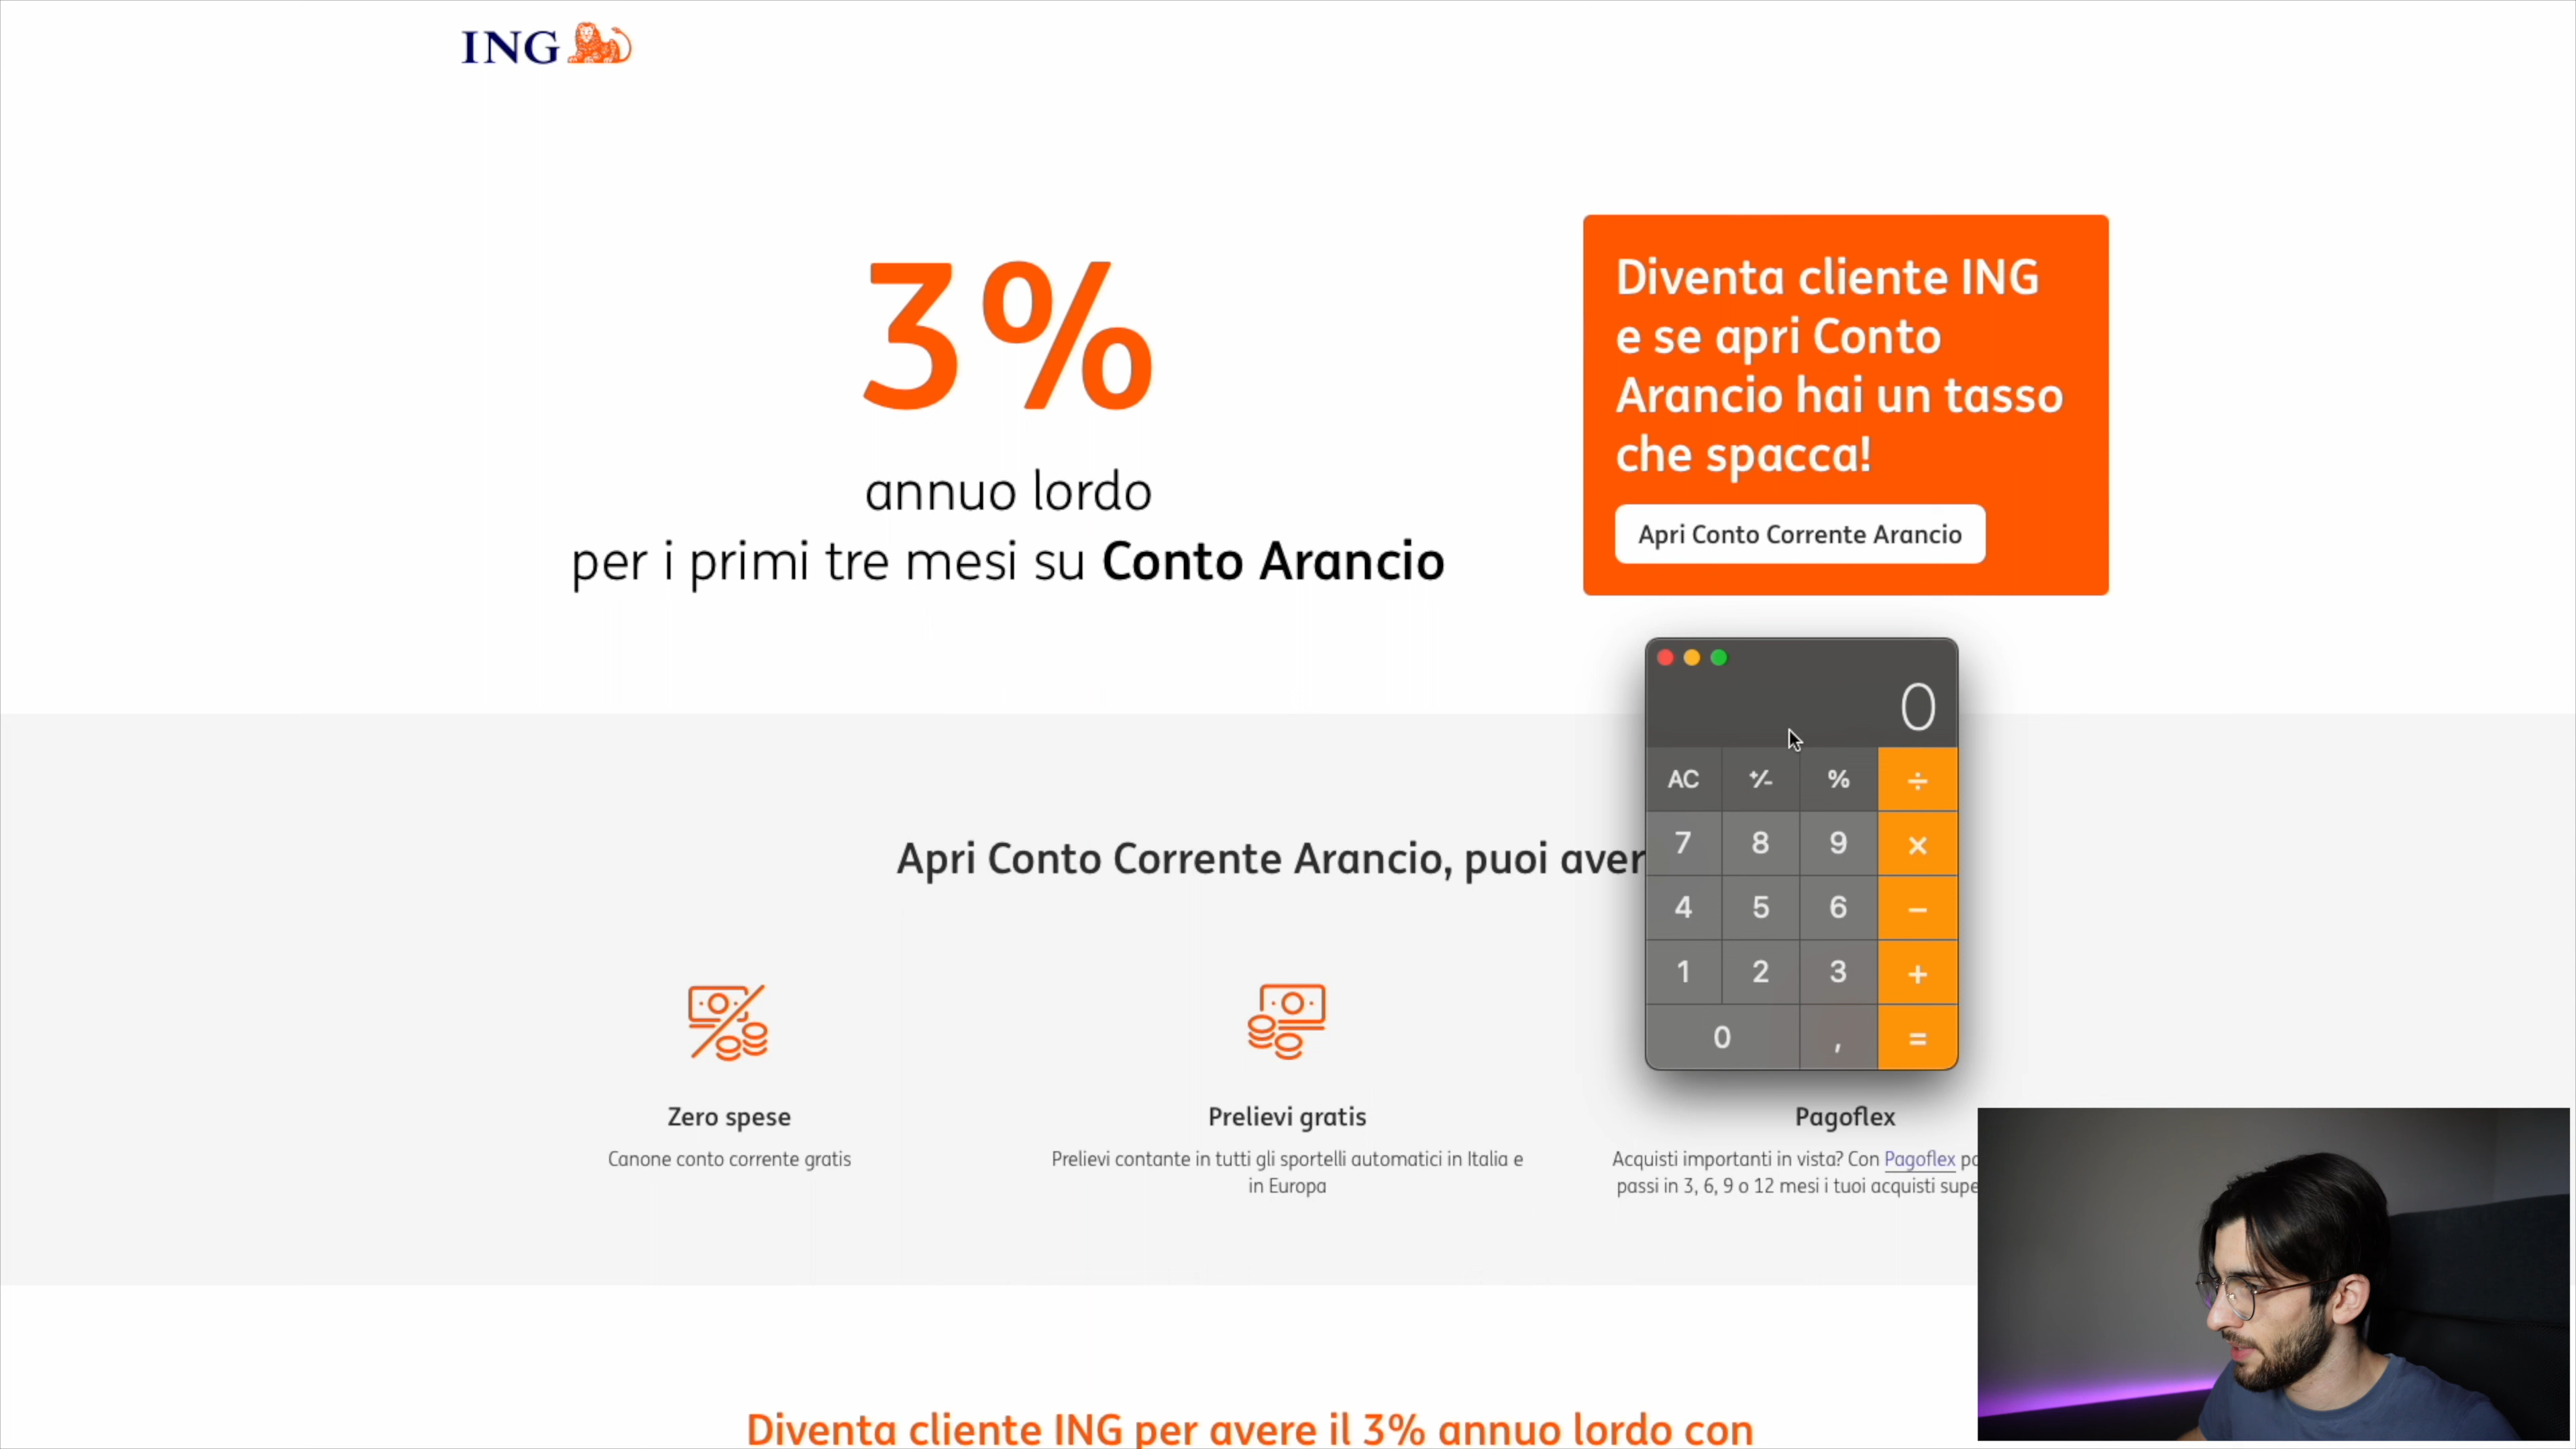 ING
3%
annuo lordo
per i primi tre mesi su Conto Arancio
Diventa cliente ING
e se apri Conto
Arancio hai un tasso
che spacca!
Apri Conto Corrente Arancio
0
AC +/- % ÷
7 8 9 ×
4 5 6 −
1 2 3 +
0 , =
Apri Conto Corrente Arancio, puoi aver
Zero spese
Canone conto corrente gratis
Prelievi gratis
Prelievi contante in tutti gli sportelli automatici in Italia e
in Europa
Pagoflex
Acquisti importanti in vista? Con Pagoflex
passi in 3, 6, 9 o 12 mesi i tuoi acquisti
Diventa cliente ING per avere il 3% annuo lordo con